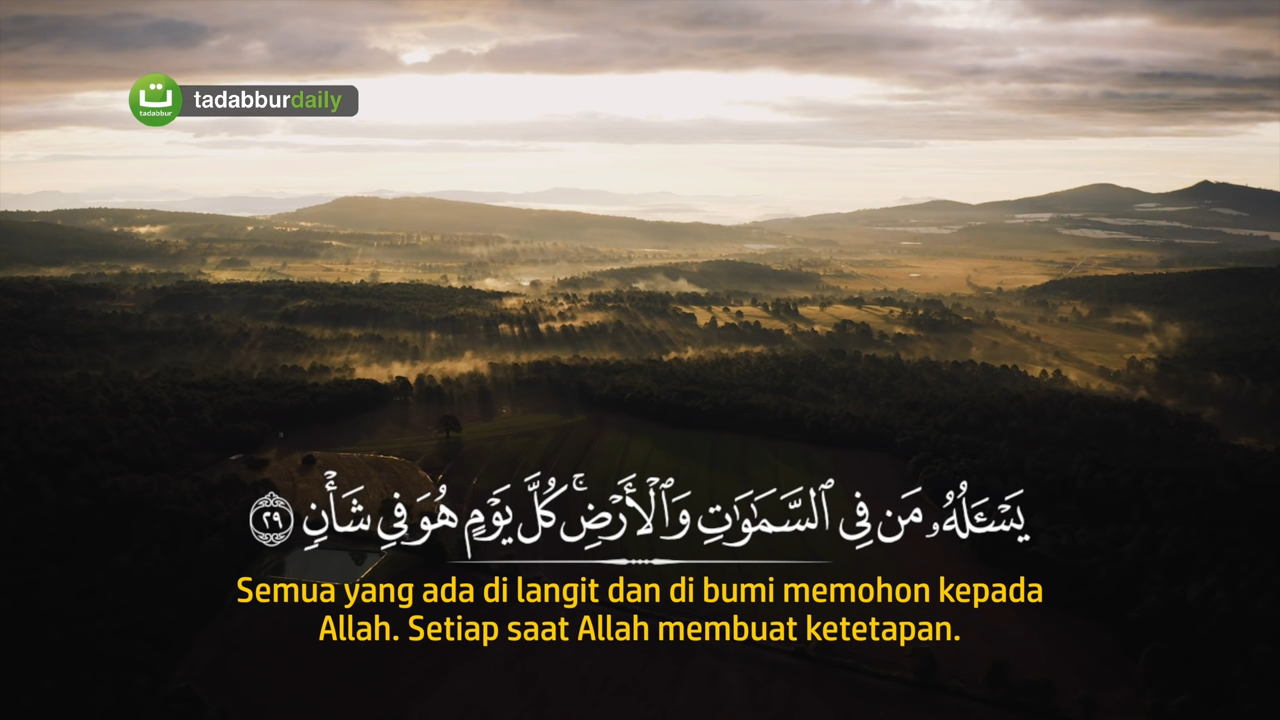 tadabburdaily
tadabbur
يَسْـَٔلُهُۥ مَن فِى ٱلسَّمَـٰوَٰتِ وَٱلْأَرْضِ ۚ كُلَّ يَوْمٍ هُوَ فِى شَأْنٍ ٢٩
Semua yang ada di langit dan di bumi memohon kepada
Allah. Setiap saat Allah membuat ketetapan.